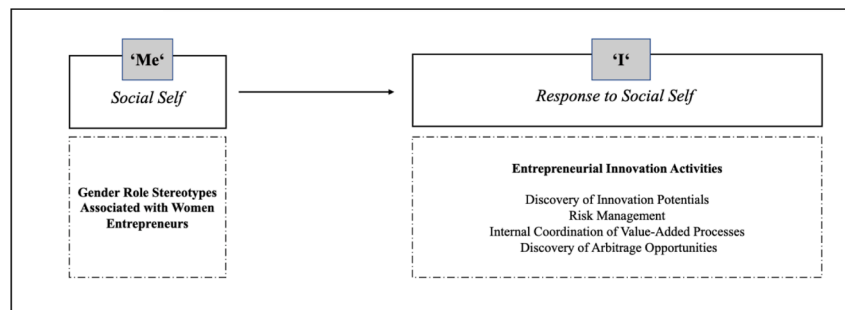 ‘Me‘
Social Self
Gender Role Stereotypes
Associated with Women
Entrepreneurs
‘I‘
Response to Social Self
Entrepreneurial Innovation Activities
Discovery of Innovation Potentials
Risk Management
Internal Coordination of Value-Added Processes
Discovery of Arbitrage Opportunities